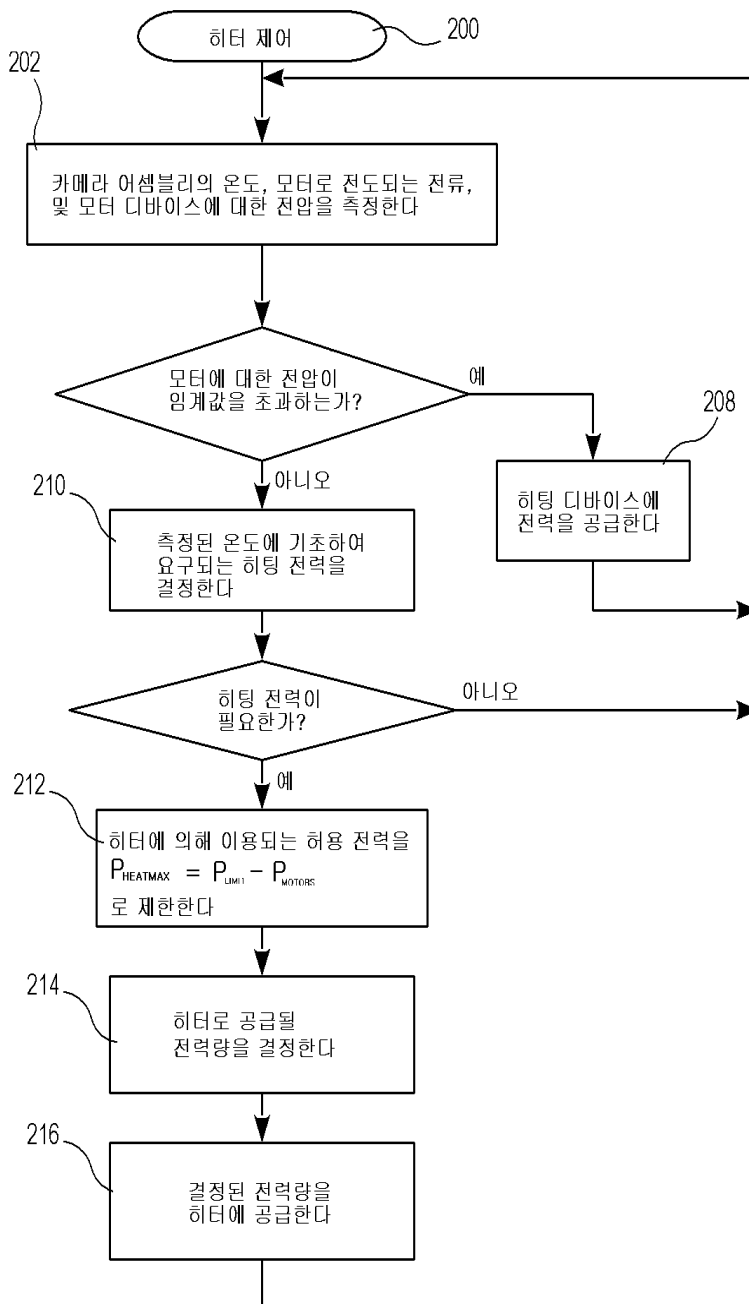 히터 제어
200
202
카메라 어셈블리의 온도, 모터로 전도되는 전류,
및 모터 디바이스에 대한 전압을 측정한다
모터에 대한 전압이
임계값을 초과하는가?
예
208
아니오
히팅 디바이스에
전력을 공급한다
210
측정된 온도에 기초하여
요구되는 히팅 전력을
결정한다
히팅 전력이
필요한가?
아니오
예
212
히터에 의해 이용되는 허용 전력을
P_HEATMAX = P_LIMIT - P_MOTORS
로 제한한다
214
히터로 공급될
전력량을 결정한다
216
결정된 전력량을
히터에 공급한다